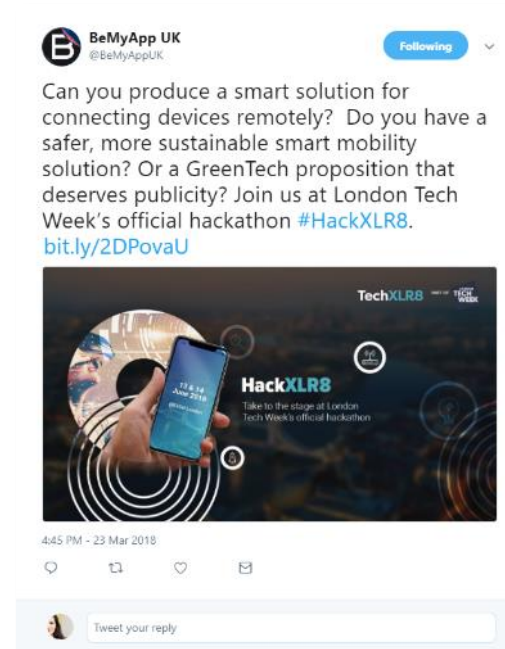 BeMyApp UK
@BeMyAppUK
Following
Can you produce a smart solution for
connecting devices remotely?  Do you have a
safer, more sustainable smart mobility
solution? Or a GreenTech proposition that
deserves publicity? Join us at London Tech
Week's official hackathon #HackXLR8.
bit.ly/2DPovaU
TechXLR8 PART OF TECH WEEK
13 & 14
June 2018
HackXLR8
Take to the stage at London
Tech Week's official hackathon
4:45 PM - 23 Mar 2018
Tweet your reply